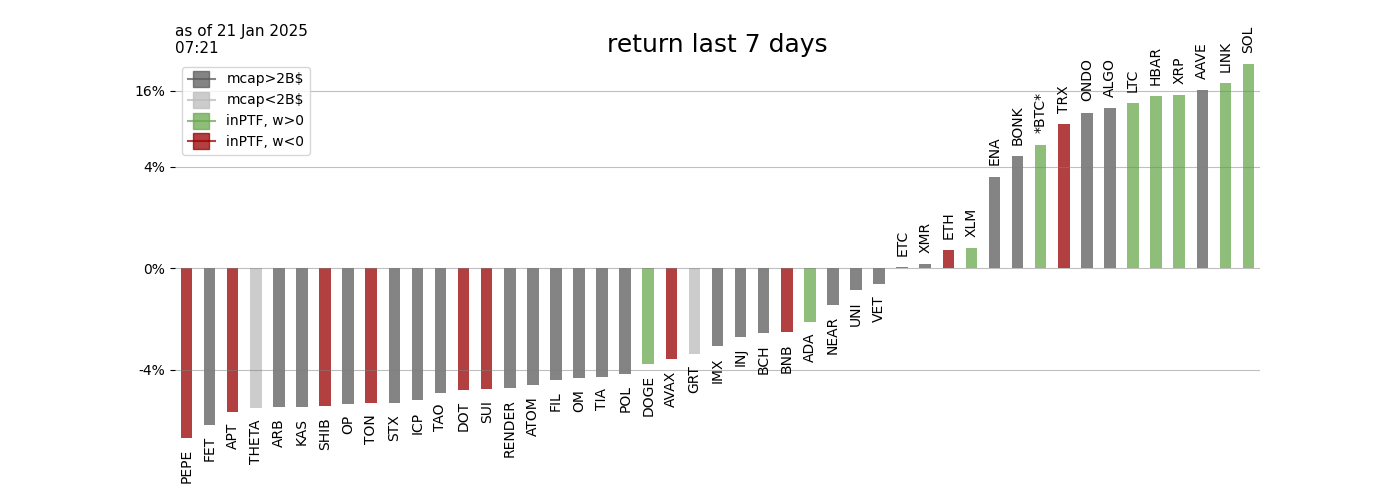 as of 21 Jan 2025
07:21
return last 7 days
mcap>2B$
mcap<2B$
inPTF, w>0
inPTF, w<0
16%
4%
0%
-4%
PEPE
FET
APT
THETA
ARB
KAS
SHIB
OP
TON
STX
ICP
TAO
DOT
SUI
RENDER
ATOM
FIL
OM
TIA
POL
DOGE
AVAX
GRT
IMX
INJ
BCH
BNB
ADA
NEAR
UNI
VET
ETC
XMR
ETH
XLM
ENA
BONK
*BTC*
TRX
ONDO
ALGO
LTC
HBAR
XRP
AAVE
LINK
SOL